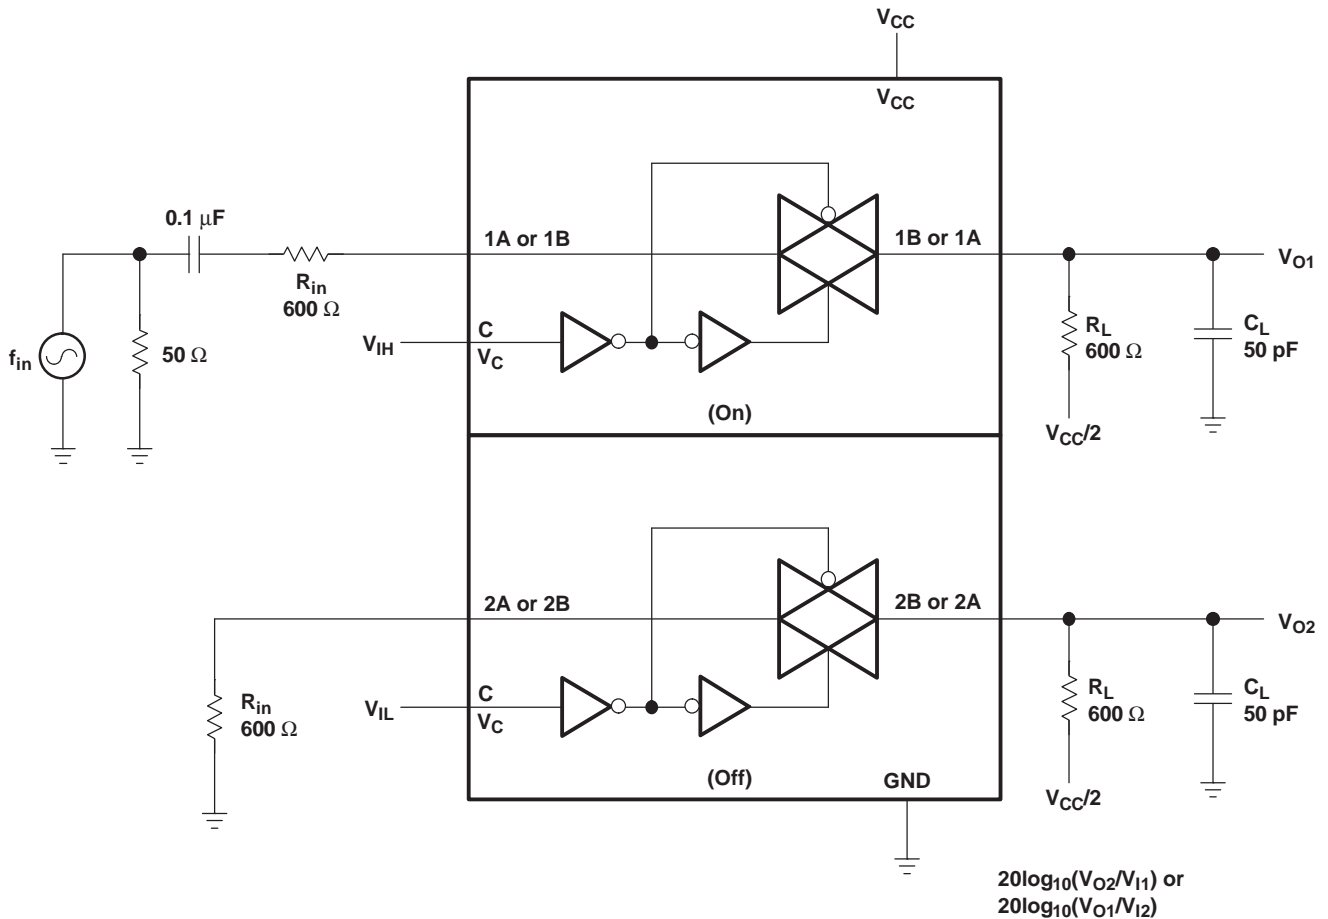 VCC
VCC
0.1 μF
1A or 1B
1B or 1A
VO1
Rin
600 Ω
fin
50 Ω
VIH
C
VC
RL
600 Ω
CL
50 pF
(On)
VCC/2
2A or 2B
2B or 2A
VO2
Rin
600 Ω
VIL
C
VC
RL
600 Ω
CL
50 pF
(Off)
GND
VCC/2
20log10(VO2/VI1) or
20log10(VO1/VI2)